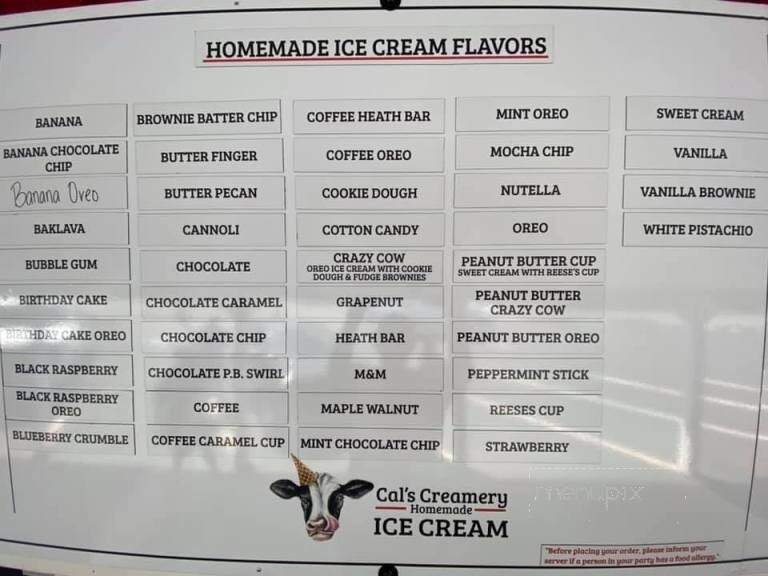 HOMEMADE ICE CREAM FLAVORS
BANANA
BANANA CHOCOLATE
CHIP
Banana Oreo
BAKLAVA
BUBBLE GUM
BIRTHDAY CAKE
BIRTHDAY CAKE OREO
BLACK RASPBERRY
BLACK RASPBERRY
OREO
BLUEBERRY CRUMBLE
BROWNIE BATTER CHIP
BUTTER FINGER
BUTTER PECAN
CANNOLI
CHOCOLATE
CHOCOLATE CARAMEL
CHOCOLATE CHIP
CHOCOLATE P.B. SWIRL
COFFEE
COFFEE CARAMEL CUP
COFFEE HEATH BAR
COFFEE OREO
COOKIE DOUGH
COTTON CANDY
CRAZY COW
OREO ICE CREAM WITH COOKIE
DOUGH & FUDGE BROWNIES
GRAPENUT
HEATH BAR
M&M
MAPLE WALNUT
MINT CHOCOLATE CHIP
MINT OREO
MOCHA CHIP
NUTELLA
OREO
PEANUT BUTTER CUP
SWEET CREAM WITH REESE'S CUP
PEANUT BUTTER
CRAZY COW
PEANUT BUTTER OREO
PEPPERMINT STICK
REESES CUP
STRAWBERRY
SWEET CREAM
VANILLA
VANILLA BROWNIE
WHITE PISTACHIO
Cal's Creamery
Homemade
ICE CREAM
menupix
"Before placing your order, please inform your
server if a person in your party has a food allergy."